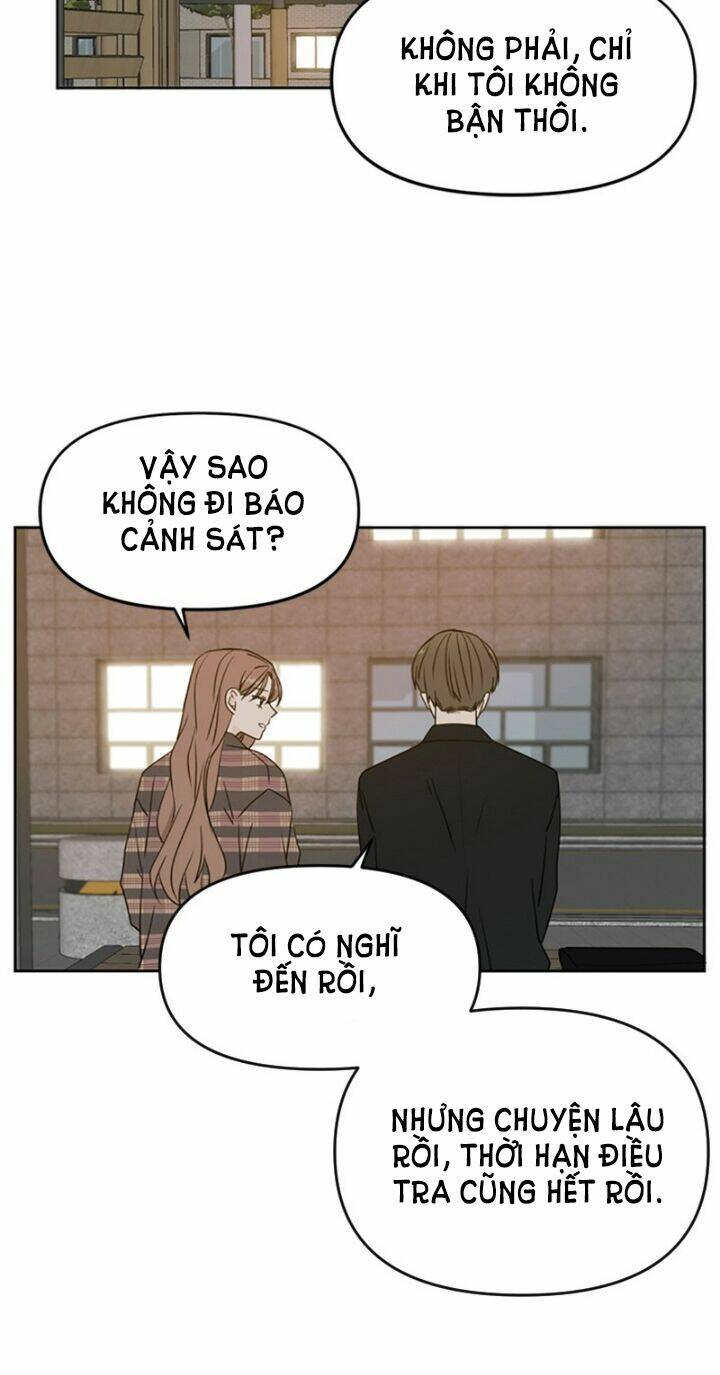 KHÔNG PHẢI, CHỈ
KHI TÔI KHÔNG
BẬN THÔI.
VẬY SAO
KHÔNG ĐI BÁO
CẢNH SÁT?
TÔI CÓ NGHĨ
ĐẾN RỒI,
NHƯNG CHUYỆN LÂU
RỒI, THỜI HẠN ĐIỀU
TRA CŨNG HẾT RỒI.